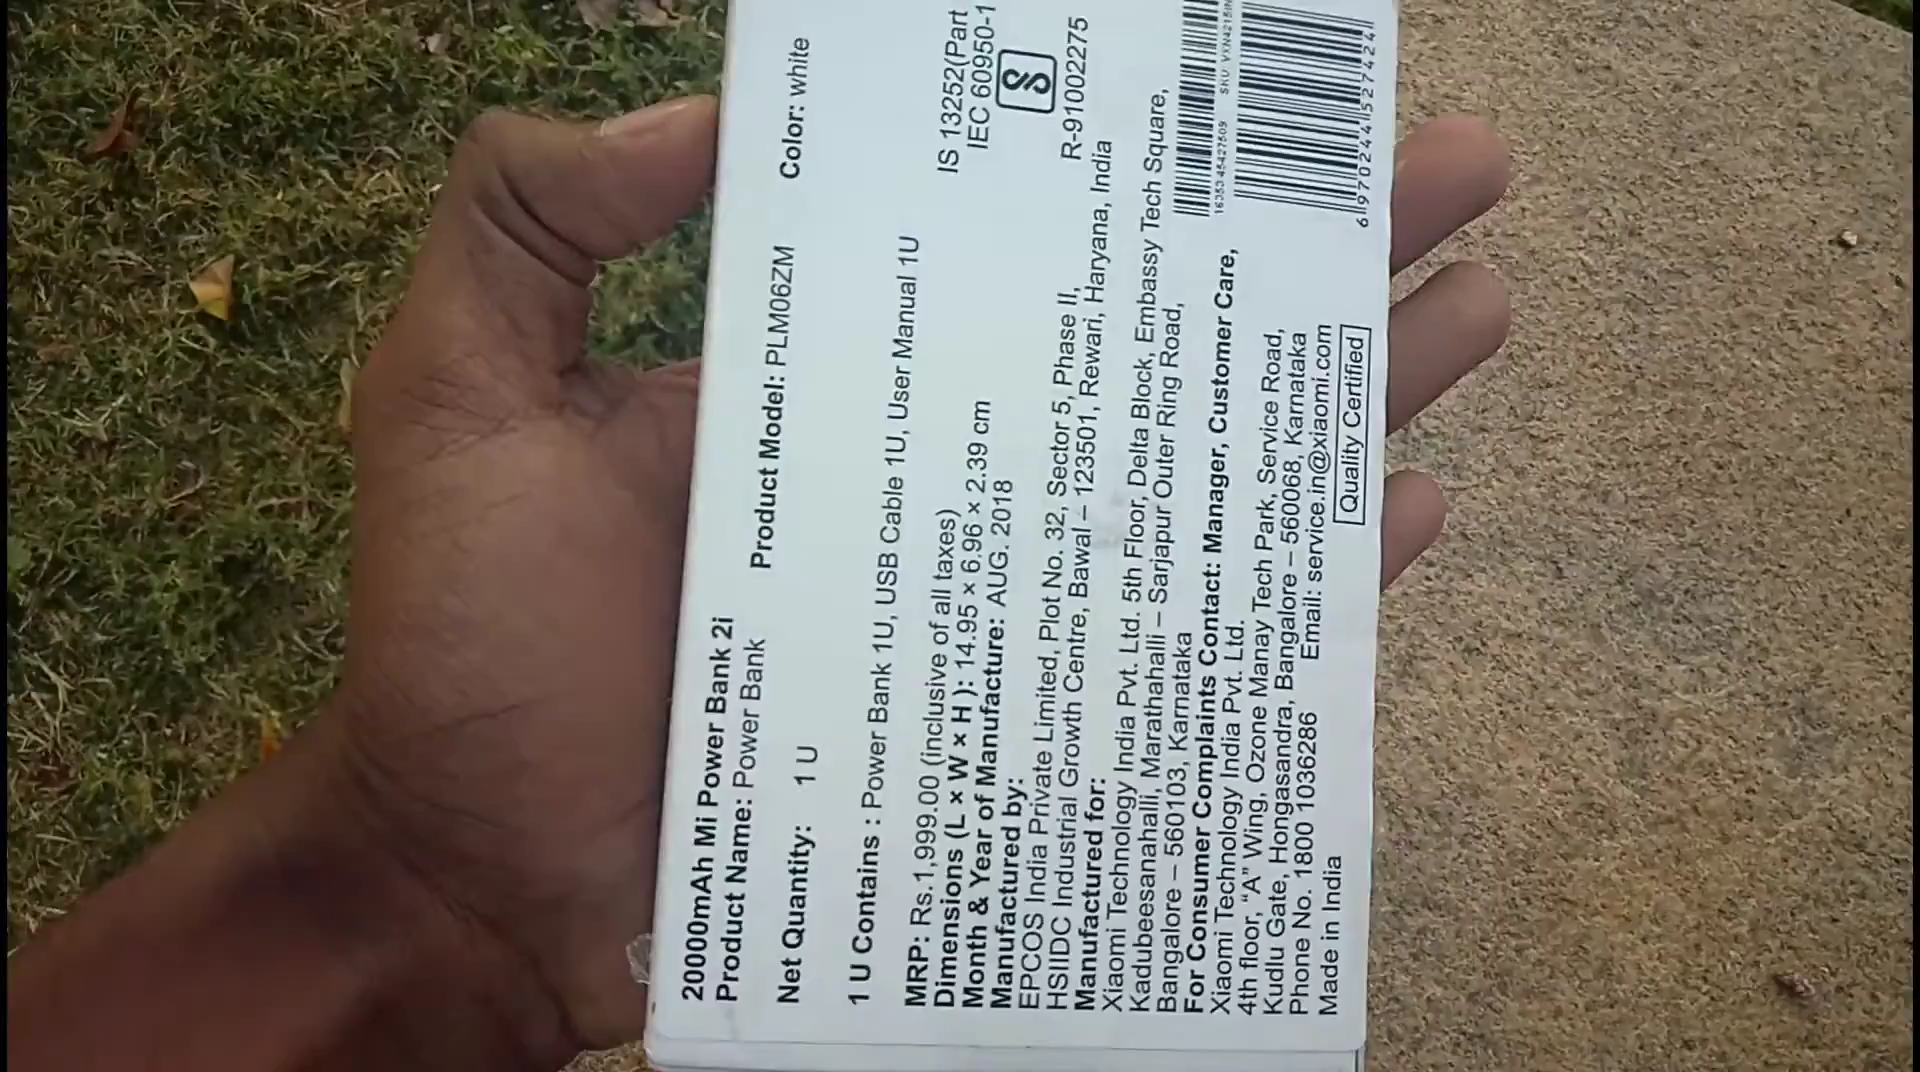 20000mAh Mi Power Bank 2i
Product Name: Power Bank Product Model: PLM06ZM Color: white
Net Quantity: 1 U
1 U Contains : Power Bank 1U, USB Cable 1U, User Manual 1U
MRP: Rs.1,999.00 (inclusive of all taxes)
Dimensions (L × W × H ): 14.95 × 6.96 × 2.39 cm
Month & Year of Manufacture: AUG. 2018
Manufactured by:
EPCOS India Private Limited, Plot No. 32, Sector 5, Phase II,
HSIIDC Industrial Growth Centre, Bawal – 123501, Rewari, Haryana, India
Manufactured for:
Xiaomi Technology India Pvt. Ltd. 5th Floor, Delta Block, Embassy Tech Square,
Kadubeesanahalli, Marathahalli – Sarjapur Outer Ring Road,
Bangalore – 560103, Karnataka
For Consumer Complaints Contact: Manager, Customer Care,
Xiaomi Technology India Pvt. Ltd.
4th floor, “A” Wing, Ozone Manay Tech Park, Service Road,
Kudlu Gate, Hongasandra, Bangalore – 560068, Karnataka
Phone No. 1800 1036286 Email: service.in@xiaomi.com
Made in India
Quality Certified
IS 13252(Part
IEC 60950-1
R-91002275
SKU
6970244527424